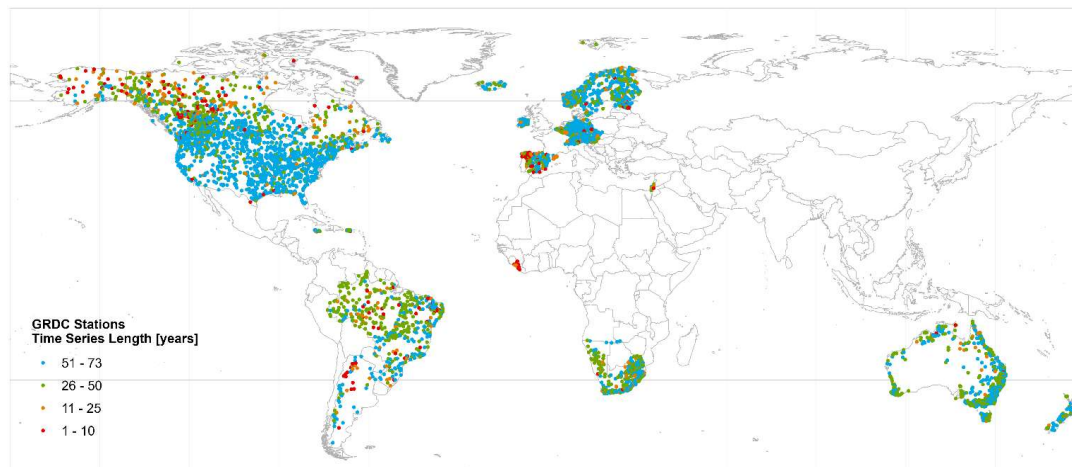 GRDC Stations
Time Series Length [years]
51 - 73
26 - 50
11 - 25
1 - 10